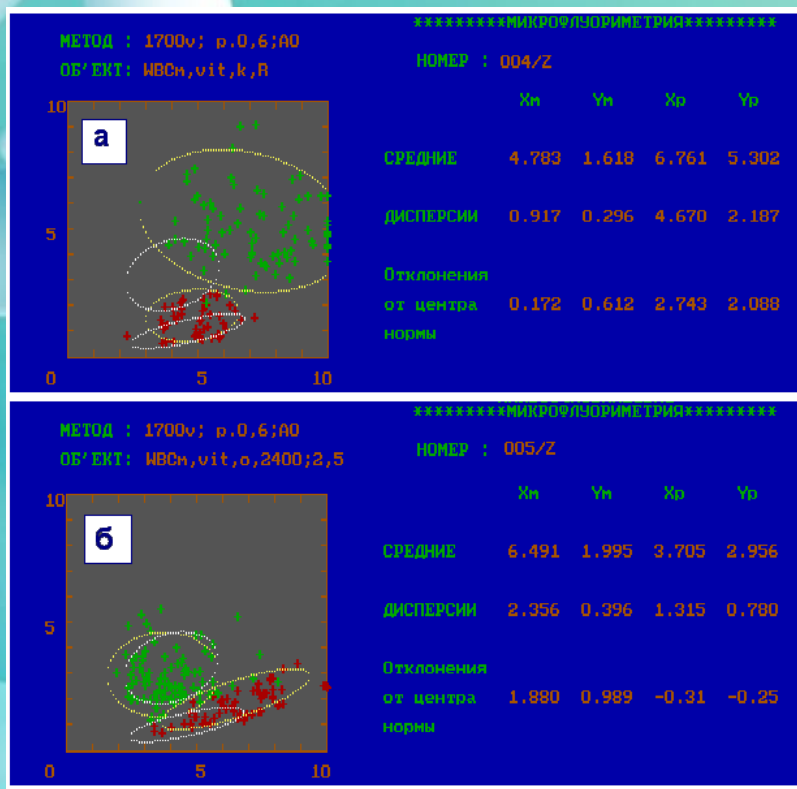 *********МИКРОФЛУОРИМЕТРИЯ*********
МЕТОД : 1700v; p.0,6;AO
ОБ'ЕКТ: WBCm,vit,k,R
НОМЕР : 004/Z
Xm Ym Xp Yp
10
а
СРЕДНИЕ 4.783 1.618 6.761 5.302
ДИСПЕРСИИ 0.917 0.296 4.670 2.187
5
Отклонения
от центра 0.172 0.612 2.743 2.088
нормы
0 5 10
*********МИКРОФЛУОРИМЕТРИЯ*********
МЕТОД : 1700v; p.0,6;AO
ОБ'ЕКТ: WBCm,vit,o,2400;2,5
НОМЕР : 005/Z
Xm Ym Xp Yp
10
б
СРЕДНИЕ 6.491 1.995 3.705 2.956
ДИСПЕРСИИ 2.356 0.396 1.315 0.780
5
Отклонения
от центра 1.880 0.989 -0.31 -0.25
нормы
0 5 10